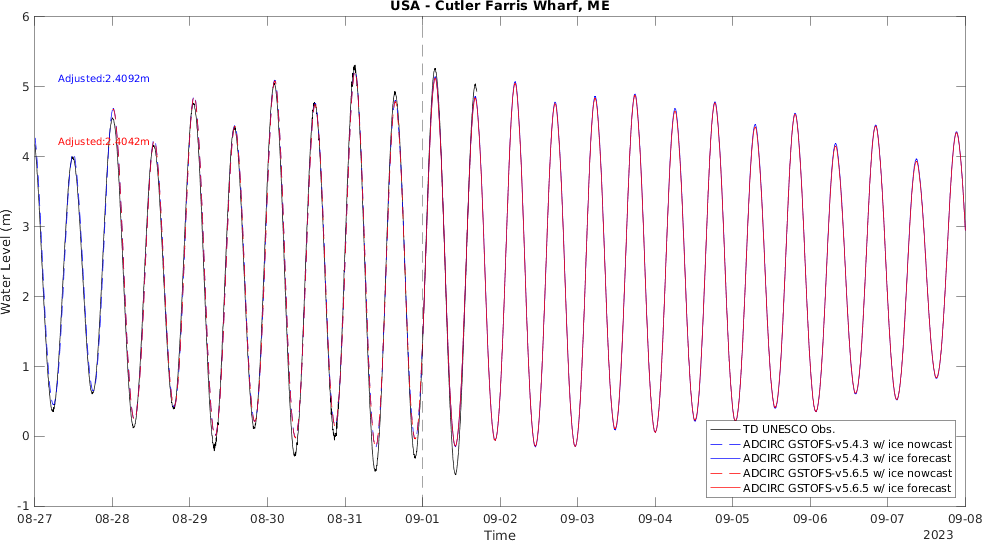 USA - Cutler Farris Wharf, ME
6
5
4
3
2
1
0
-1
Water Level (m)
Adjusted:2.4092m
Adjusted:2.4042m
TD UNESCO Obs.
ADCIRC GSTOFS-v5.4.3 w/ ice nowcast
ADCIRC GSTOFS-v5.4.3 w/ ice forecast
ADCIRC GSTOFS-v5.6.5 w/ ice nowcast
ADCIRC GSTOFS-v5.6.5 w/ ice forecast
08-27 08-28 08-29 08-30 08-31 09-01 09-02 09-03 09-04 09-05 09-06 09-07 09-08
Time
2023